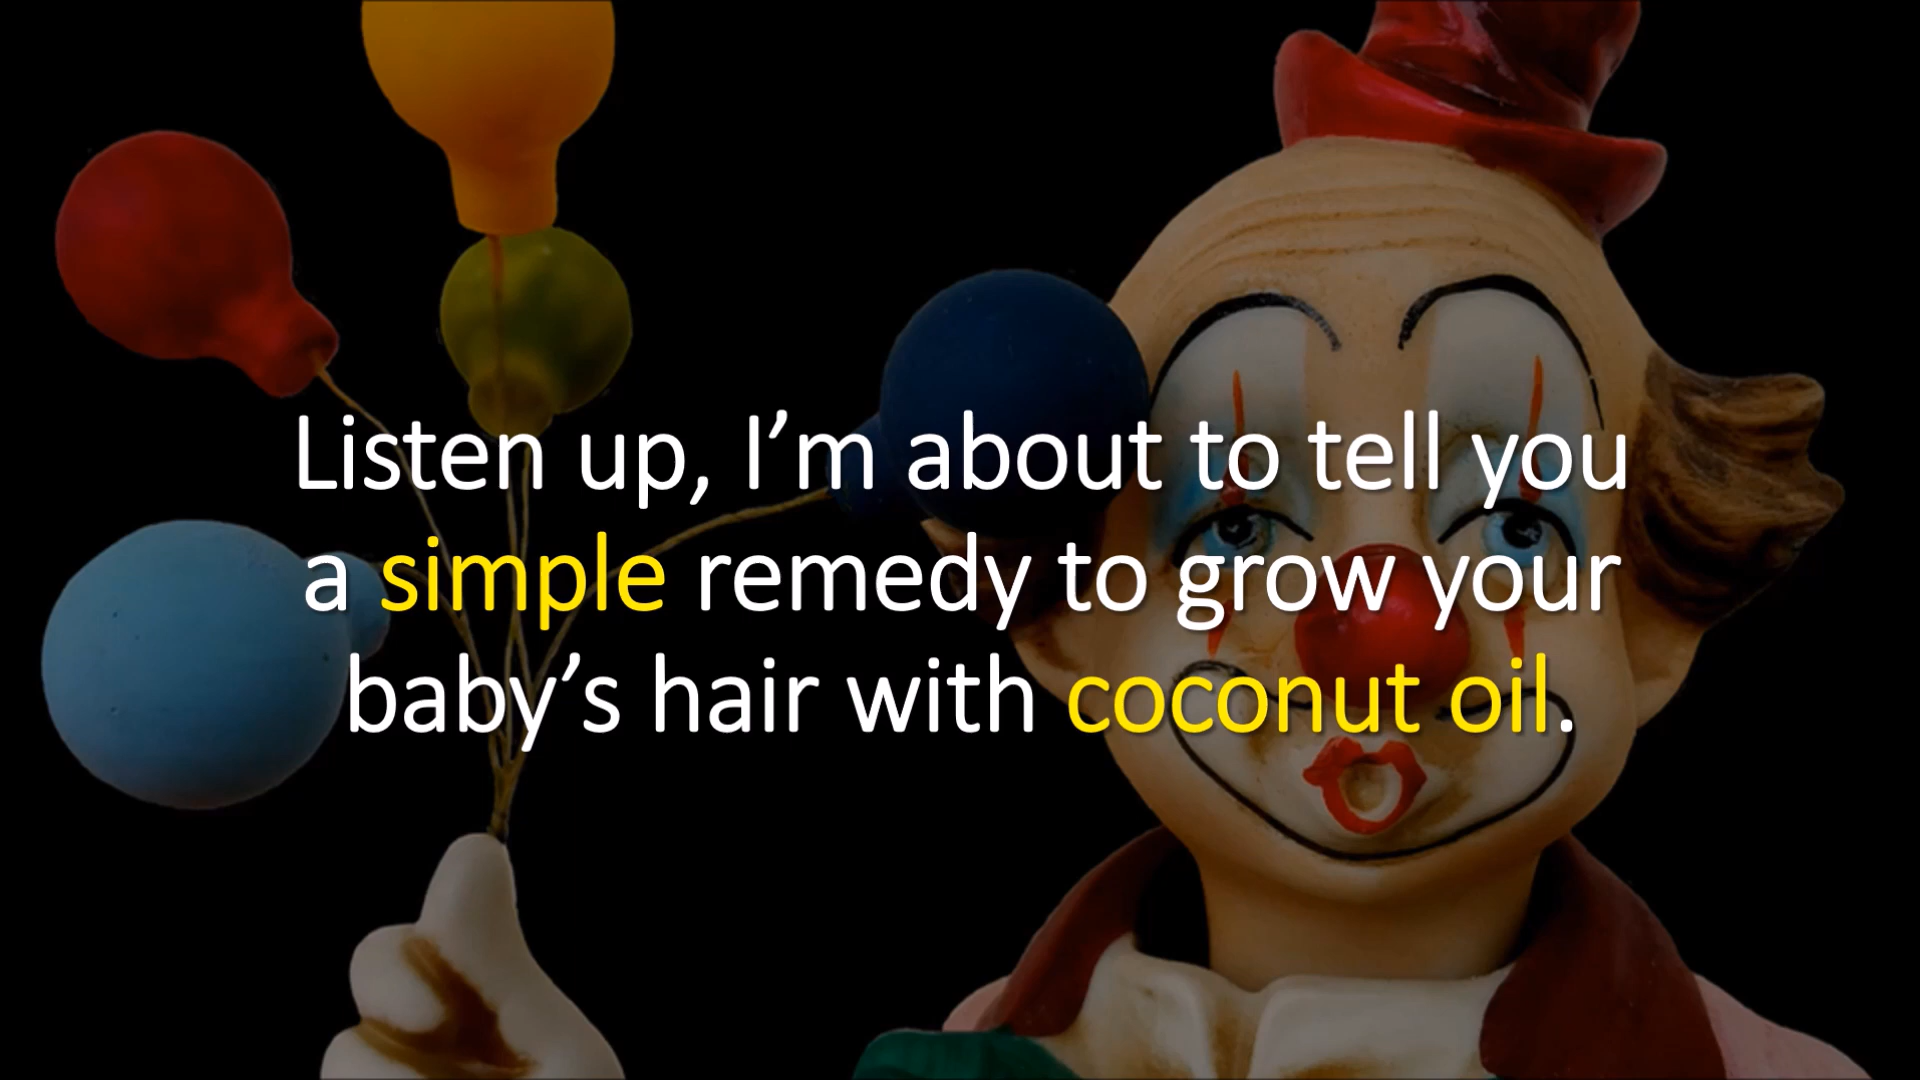 Listen up, I’m about to tell you
a simple remedy to grow your
baby’s hair with coconut oil.